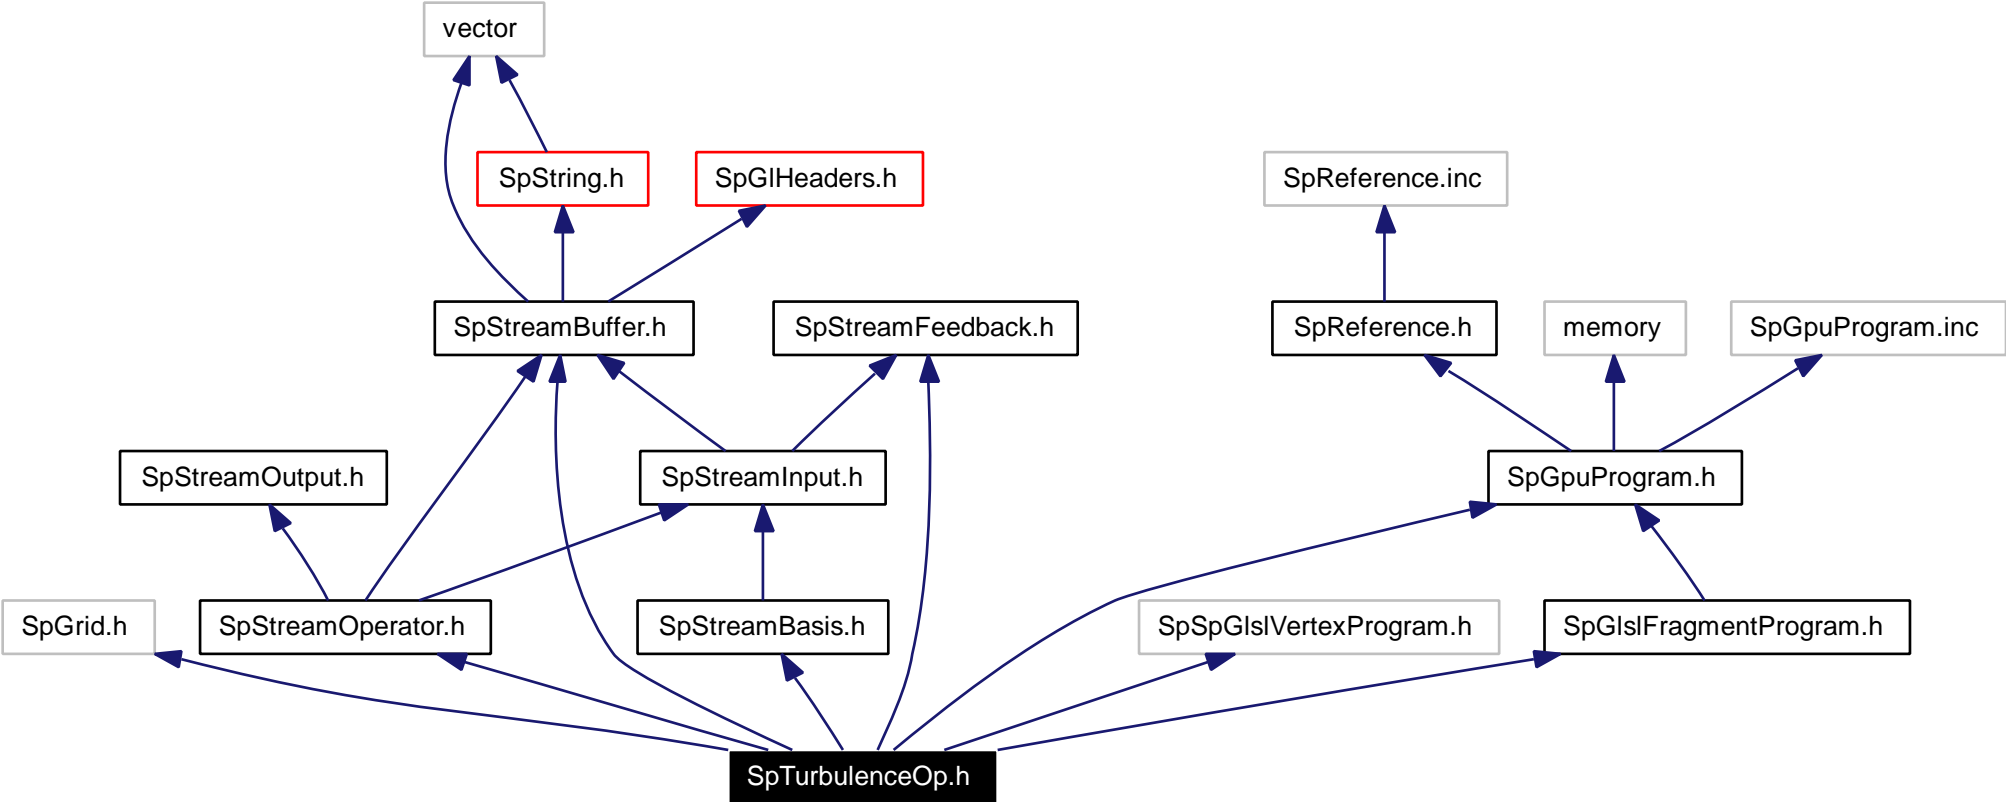 vector
SpString.h
SpGlHeaders.h
SpReference.inc
SpStreamBuffer.h
SpStreamFeedback.h
SpReference.h
memory
SpGpuProgram.inc
SpStreamOutput.h
SpStreamInput.h
SpGpuProgram.h
SpGrid.h
SpStreamOperator.h
SpStreamBasis.h
SpSpGlslVertexProgram.h
SpGlslFragmentProgram.h
SpTurbulenceOp.h